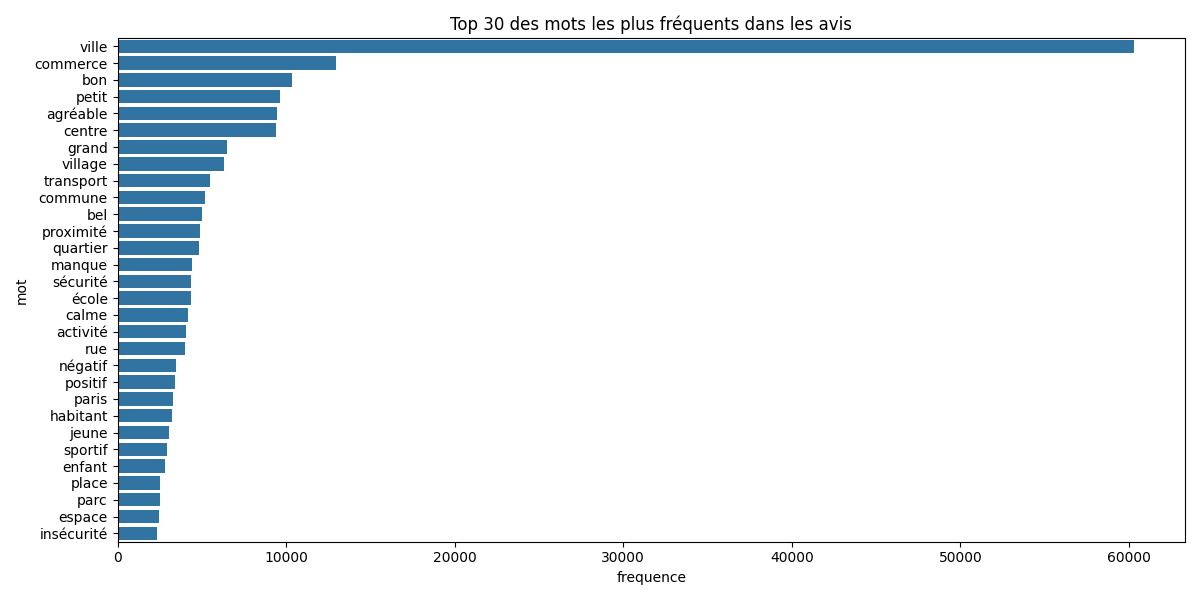 Top 30 des mots les plus fréquents dans les avis
ville
commerce
bon
petit
agréable
centre
grand
village
transport
commune
bel
proximité
quartier
manque
sécurité
école
calme
activité
rue
négatif
positif
paris
habitant
jeune
sportif
enfant
place
parc
espace
insécurité
mot
0 10000 20000 30000 40000 50000 60000
frequence